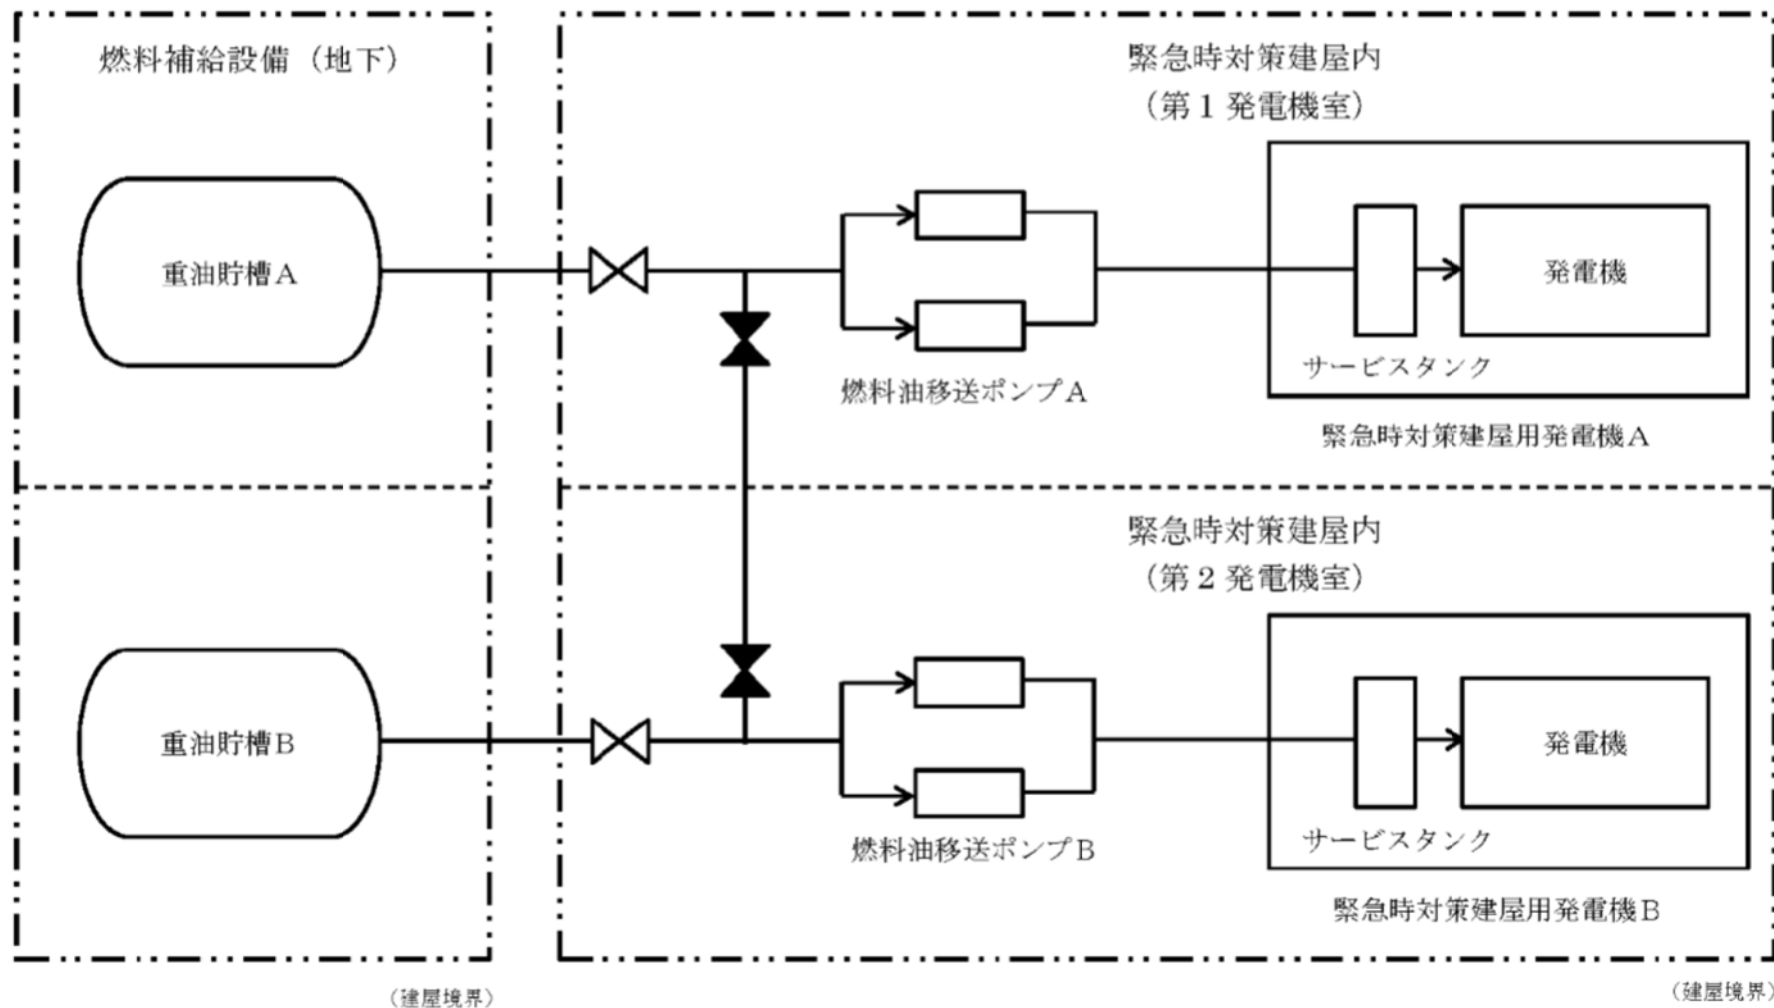 燃料補給設備（地下）
緊急時対策建屋内
（第１発電機室）
重油貯槽Ａ
発電機
サービスタンク
燃料油移送ポンプＡ
緊急時対策建屋用発電機Ａ
緊急時対策建屋内
（第２発電機室）
重油貯槽Ｂ
発電機
サービスタンク
燃料油移送ポンプＢ
緊急時対策建屋用発電機Ｂ
（建屋境界）
（建屋境界）